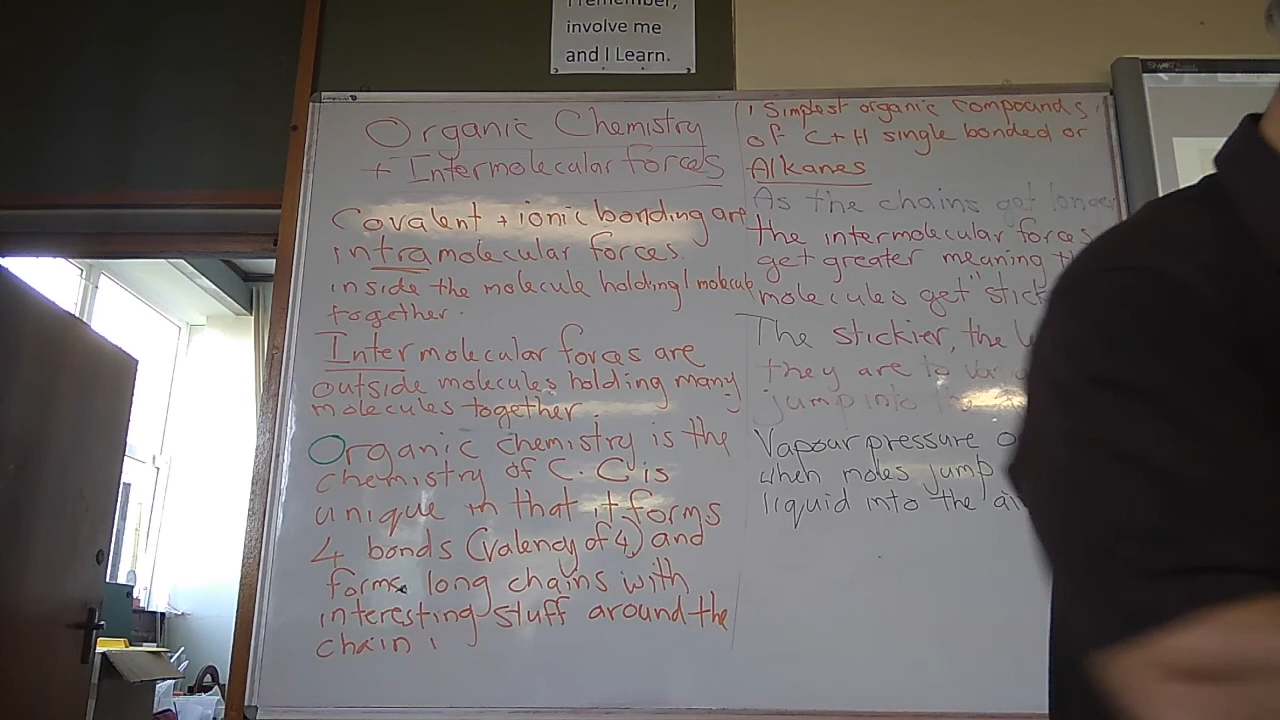 I remember,
involve me
and I Learn.
SMART
Organic Chemistry
+ Intermolecular forces
Covalent + ionic bonding are
intramolecular forces
inside the molecule holding 1 molecule
together.
Intermolecular forces are
outside molecules holding many
molecules together.
Organic chemistry is the
chemistry of C. C is
unique in that it forms
4 bonds (valency of 4) and
forms long chains with
interesting stuff around the
chain.
Simplest organic compounds
of C + H single bonded or
Alkanes
As the chains get longer
the intermolecular forces
get greater meaning
molecules get "stick
The stickier, the
they are to
jump into the
Vapour pressure
when moles jump
liquid into the air